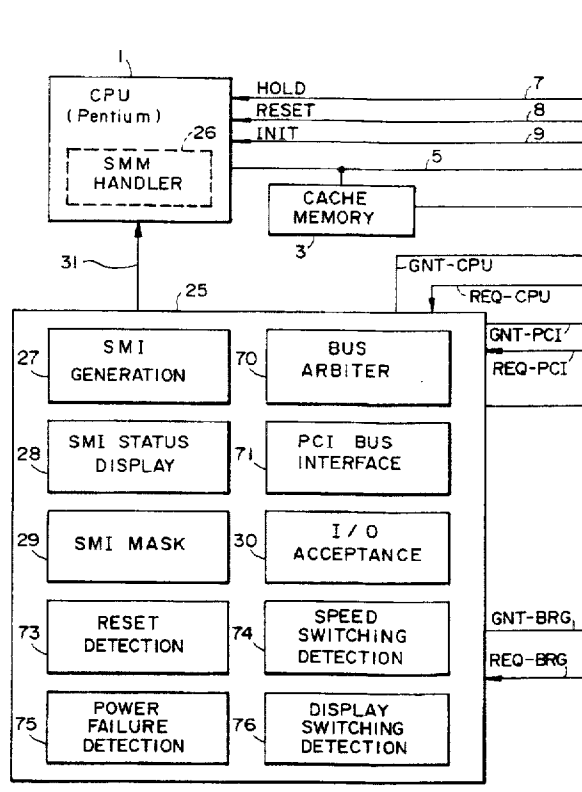 1
CPU
(Pentium)
26
SMM
HANDLER
HOLD
7
RESET
8
INIT
9
5
CACHE
MEMORY
3
31
GNT-CPU
25
REQ-CPU
GNT-PCI
REQ-PCI
27
SMI
GENERATION
70
BUS
ARBITER
28
SMI STATUS
DISPLAY
71
PCI BUS
INTERFACE
29
SMI MASK
30
I/O
ACCEPTANCE
73
RESET
DETECTION
74
SPEED
SWITCHING
DETECTION
GNT-BRG
REQ-BRG
75
POWER
FAILURE
DETECTION
76
DISPLAY
SWITCHING
DETECTION